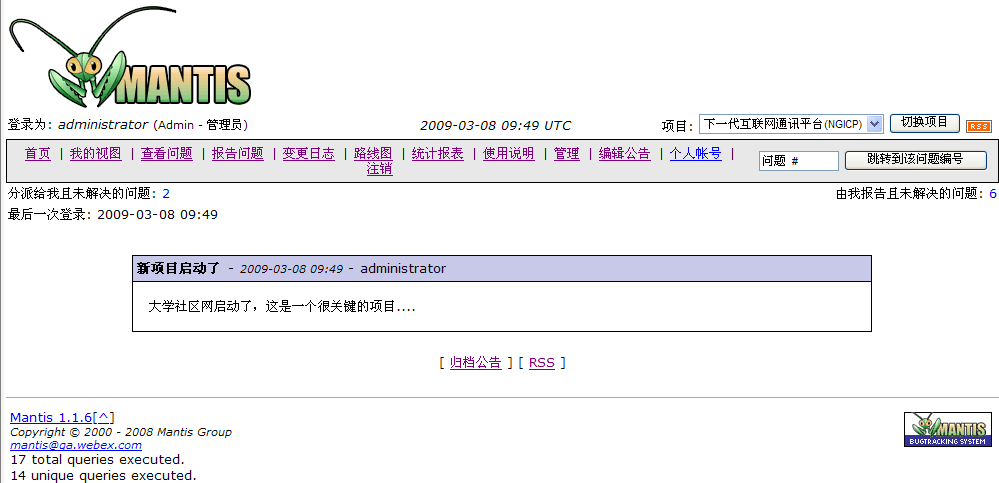 MANTIS
登录为: administrator (Admin - 管理员) 2009-03-08 09:49 UTC 项目: 下一代互联网通讯平台(NGICP) 切换项目 RSS
首页 | 我的视图 | 查看问题 | 报告问题 | 变更日志 | 路线图 | 统计报表 | 使用说明 | 管理 | 编辑公告 | 个人帐号 | 问题 # 跳转到该问题编号
注销
分派给我且未解决的问题: 2 由我报告且未解决的问题: 6
最后一次登录: 2009-03-08 09:49
新项目启动了 - 2009-03-08 09:49 - administrator
大学社区网启动了，这是一个很关键的项目....
[ 归档公告 ] [ RSS ]
Mantis 1.1.6[^]
Copyright © 2000 - 2008 Mantis Group
mantis@qa.webex.com
17 total queries executed.
14 unique queries executed.
MANTIS
BUGTRACKING SYSTEM